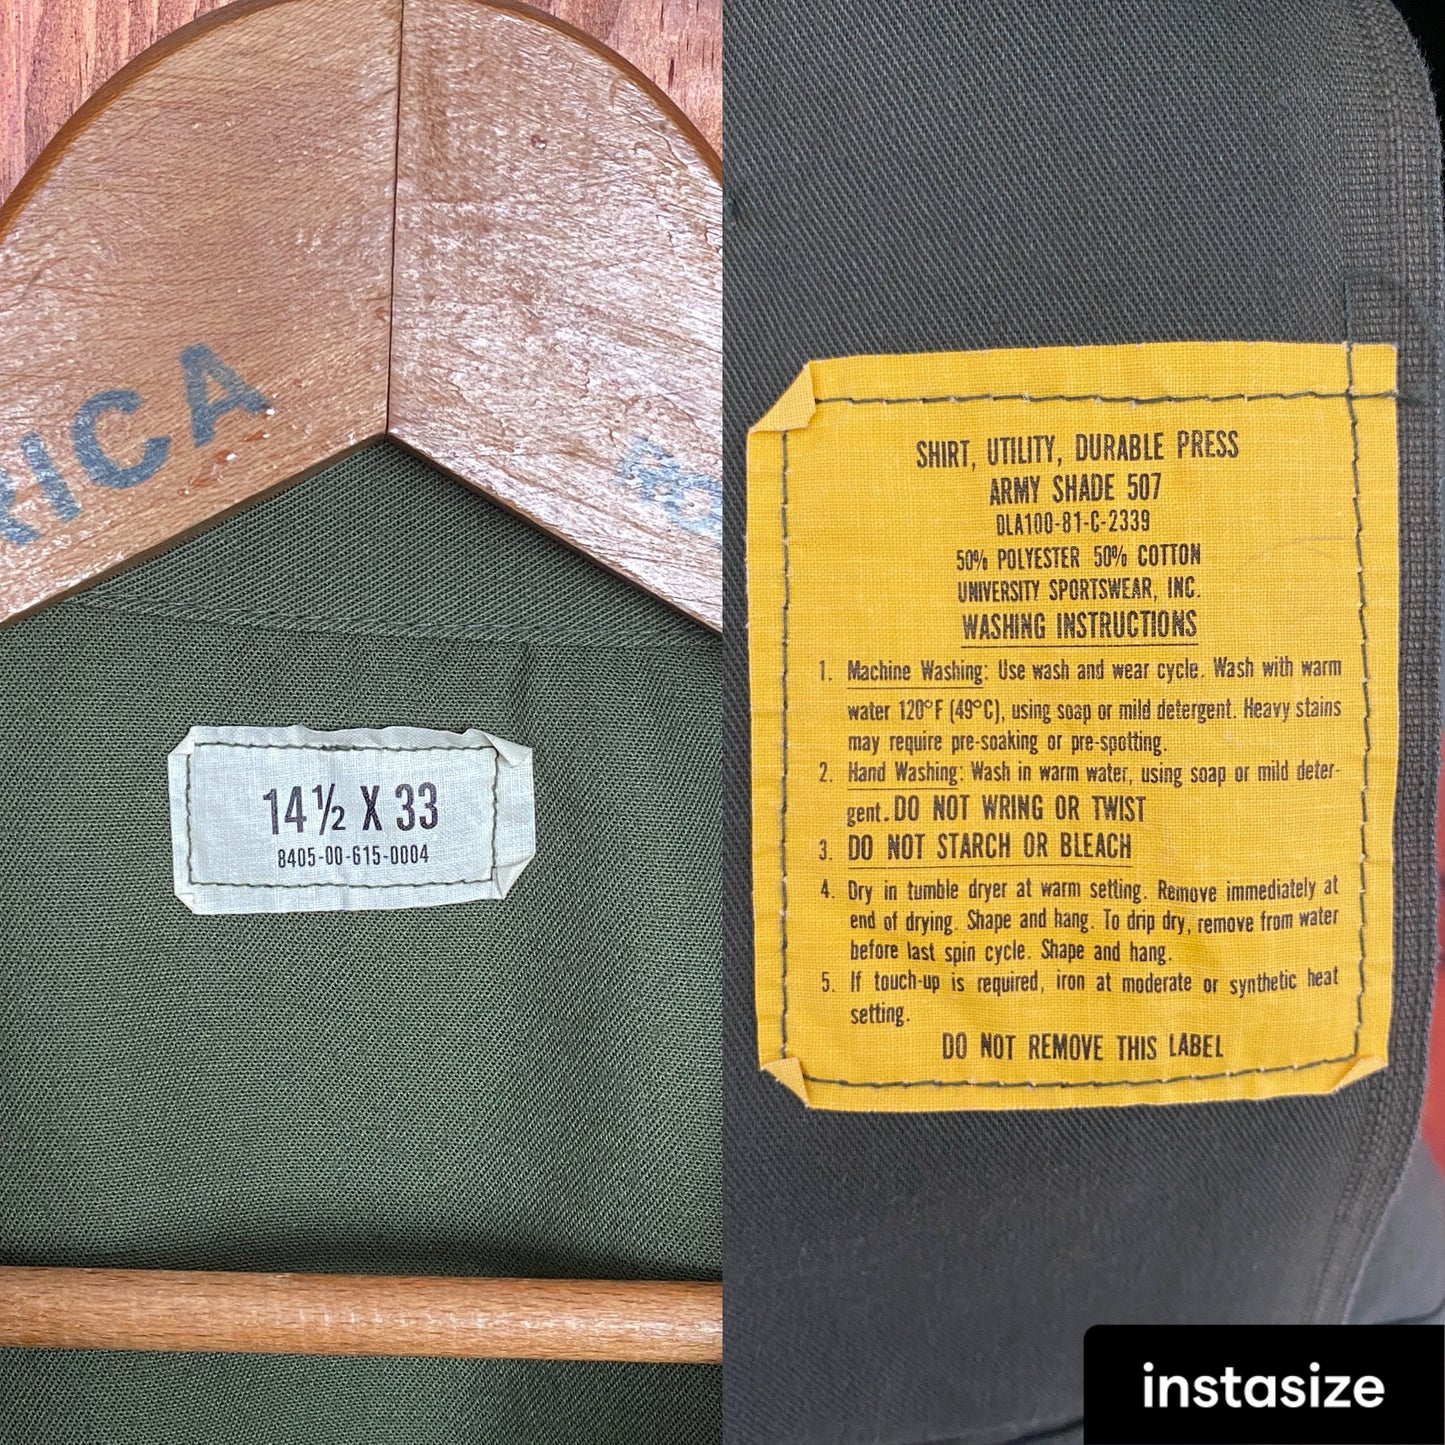 RICA
14½ X 33
8405-00-615-0004
SHIRT, UTILITY, DURABLE PRESS
ARMY SHADE 507
DLA100-81-C-2339
50% POLYESTER 50% COTTON
UNIVERSITY SPORTSWEAR, INC.
WASHING INSTRUCTIONS
1. Machine Washing: Use wash and wear cycle. Wash with warm
water 120°F (49°C), using soap or mild detergent. Heavy stains
may require pre-soaking or pre-spotting.
2. Hand Washing: Wash in warm water, using soap or mild deter-
gent. DO NOT WRING OR TWIST
3. DO NOT STARCH OR BLEACH
4. Dry in tumble dryer at warm setting. Remove immediately at
end of drying. Shape and hang. To drip dry, remove from water
before last spin cycle. Shape and hang.
5. If touch-up is required, iron at moderate or synthetic heat
setting.
DO NOT REMOVE THIS LABEL
instasize